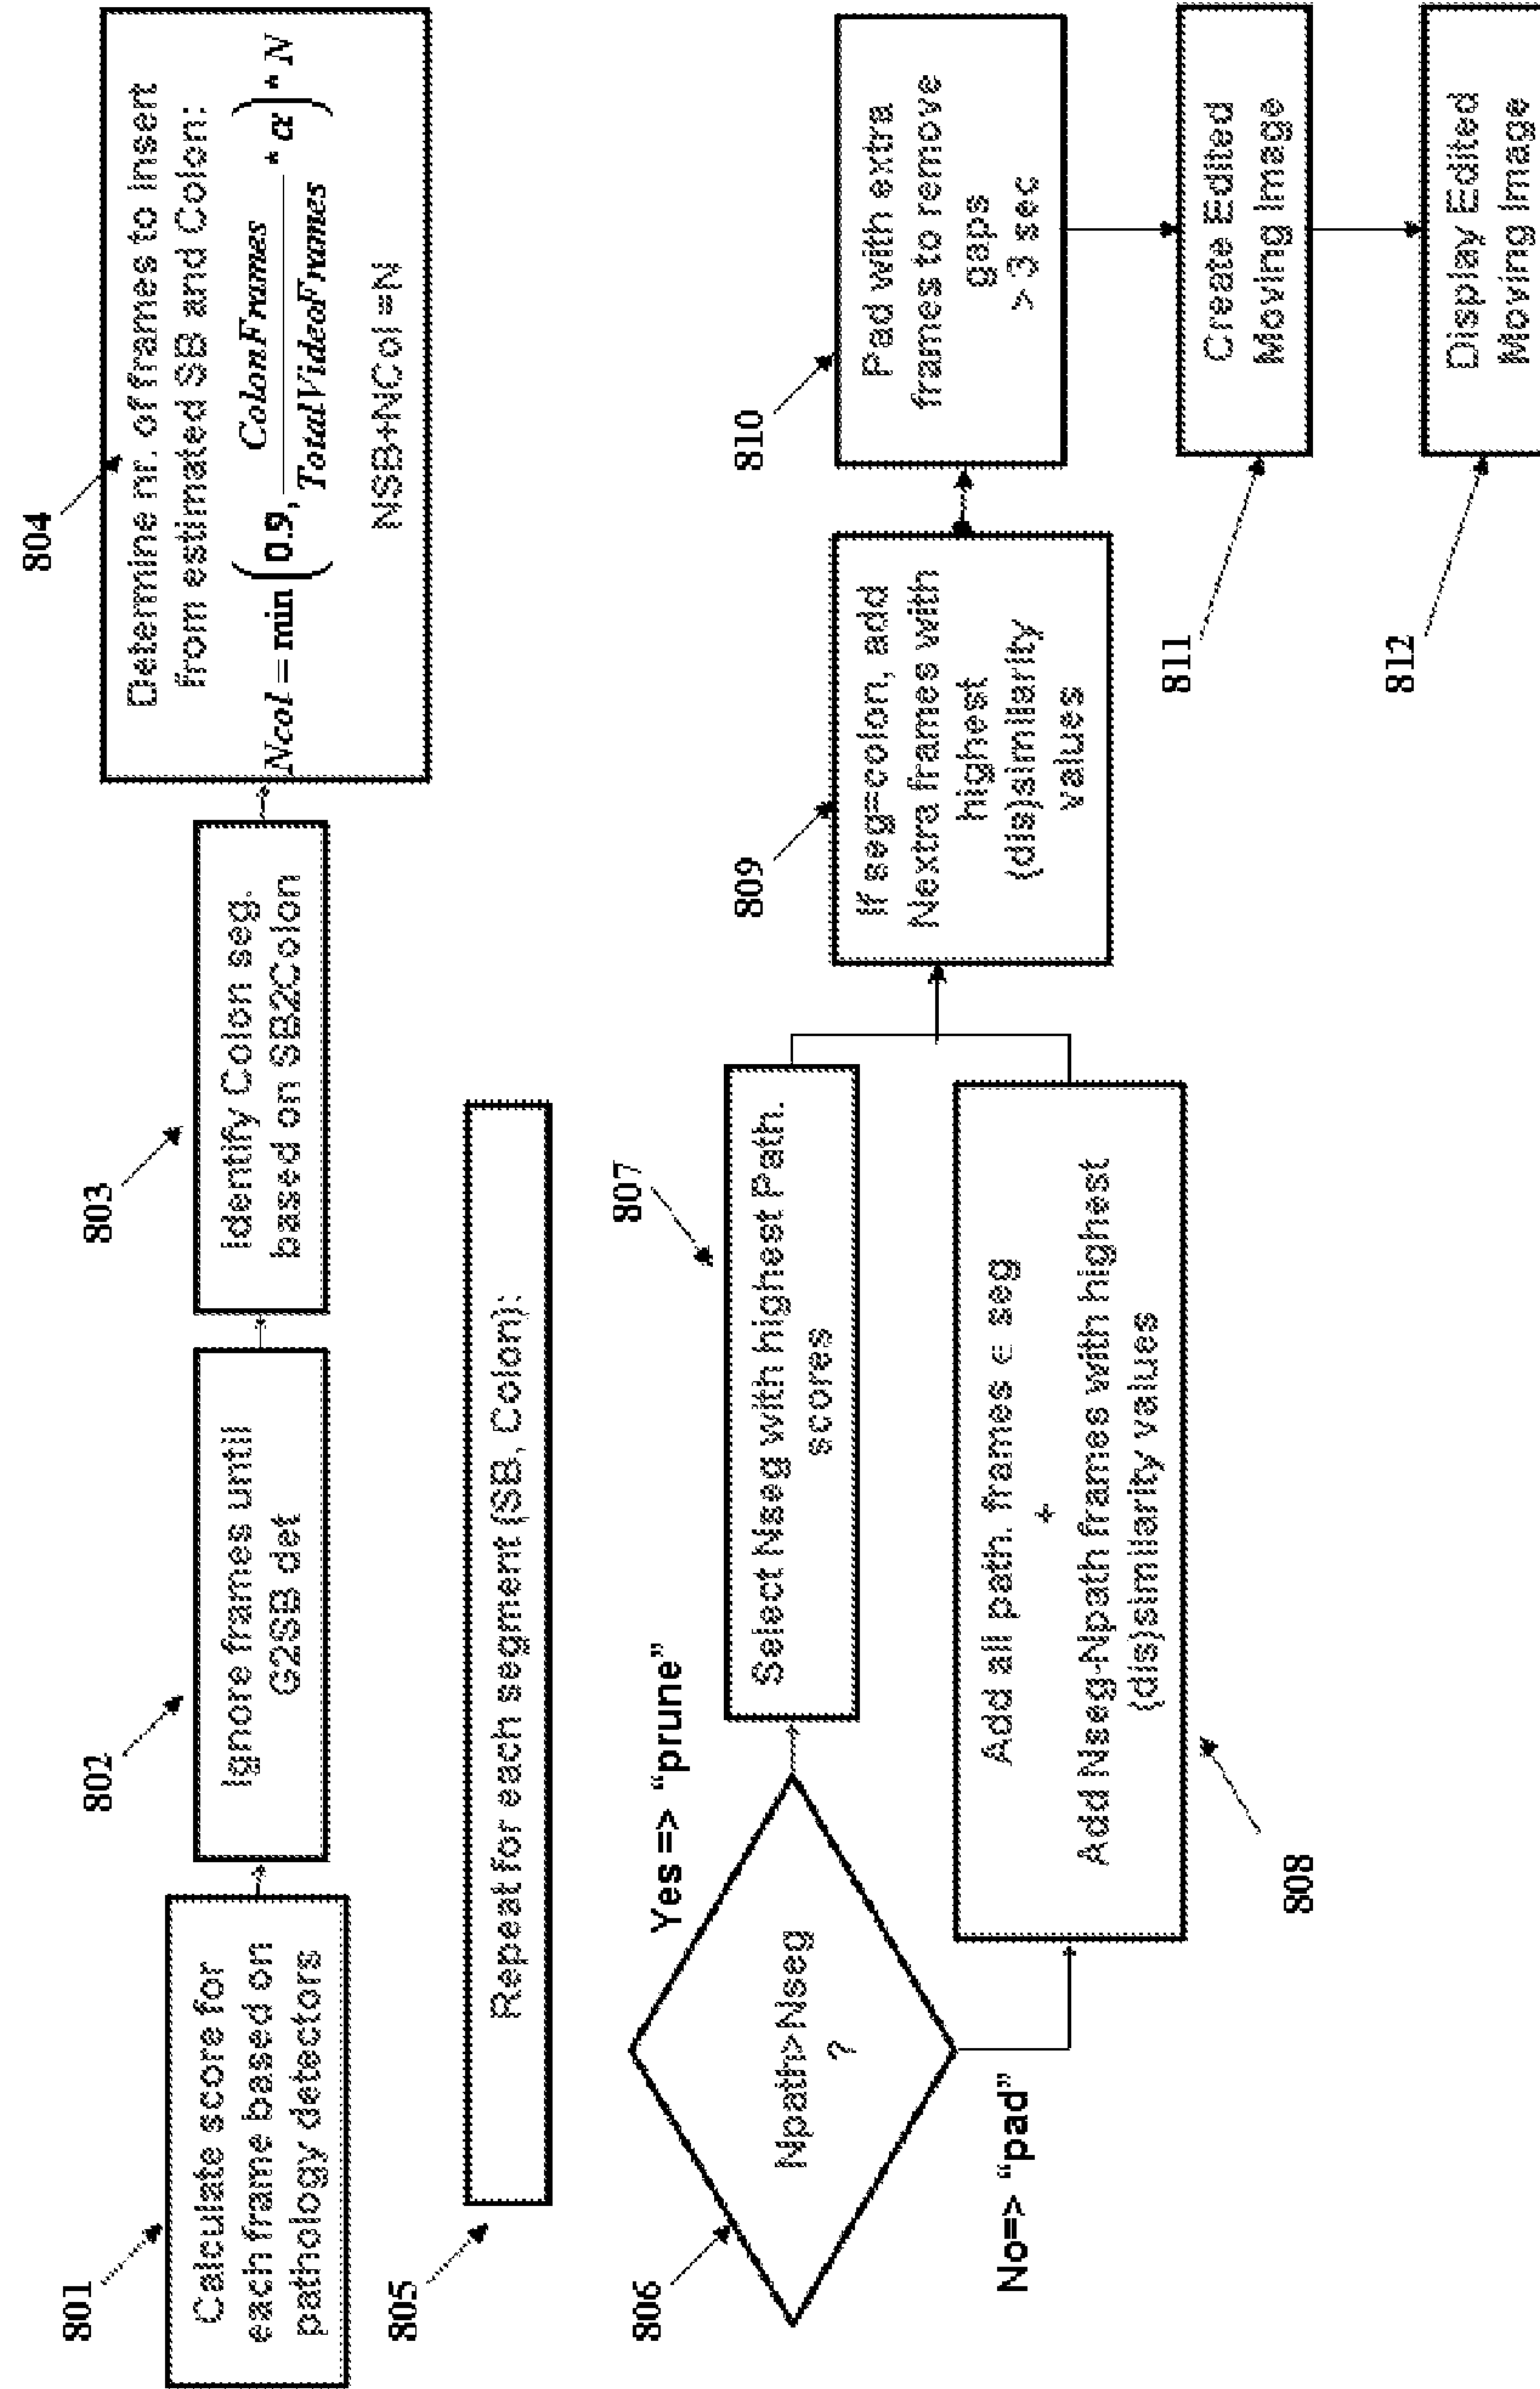 801
Calculate score for
each frame based on
pathology detectors
802
Ignore frames until
G2SB det
803
Identify Colon seg.
based on SB2Colon
804
Determine nr. of frames to insert
from estimated SB and Colon:
Ncol = min ( 0.9, ColonFrames / TotalVideoFrames * α ) * N
NSB+NCol =N
805
Repeat for each segment (SB, Colon):
806
Npath>Nseg
?
Yes => “prune”
No=> “pad”
807
Select Nseg with highest Path.
scores
808
Add all path. frames ∈ seg
+
Add Nseg-Npath frames with highest
(dis)similarity values
809
If seg=colon, add
Nextra frames with
highest
(dis)similarity
values
810
Pad with extra
frames to remove
gaps
>3 sec
811
Create Edited
Moving Image
812
Display Edited
Moving Image